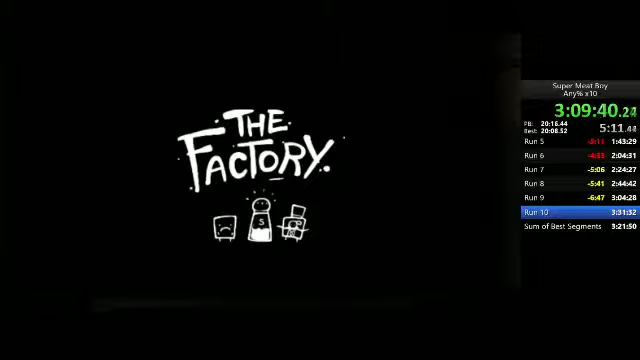 THE
FACTORY.
S
Super Meat Boy
Any% x10
3:09:40.24
PB: 20:16.44
Best: 20:08.52
5:11.44
Run 5 -5:11 1:43:29
Run 6 -4:53 2:04:31
Run 7 -5:06 2:24:27
Run 8 -5:41 2:44:42
Run 9 -6:47 3:04:28
Run 10 3:31:32
Sum of Best Segments 3:21:50